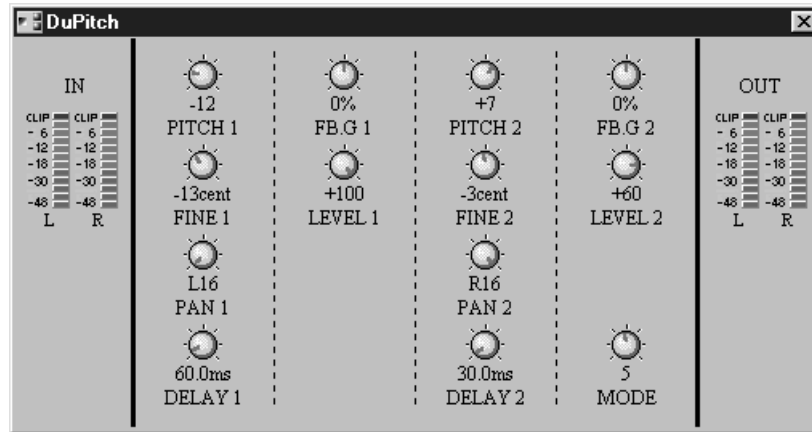 DuPitch
IN
CLIP CLIP
- 6 - 6
-12 -12
-18 -18
-30 -30
-48 -48
L R
-12
PITCH 1
-13cent
FINE 1
L16
PAN 1
60.0ms
DELAY 1
0%
FB.G 1
+100
LEVEL 1
+7
PITCH 2
-3cent
FINE 2
R16
PAN 2
30.0ms
DELAY 2
0%
FB.G 2
+60
LEVEL 2
5
MODE
OUT
CLIP CLIP
- 6 - 6
-12 -12
-18 -18
-30 -30
-48 -48
L R